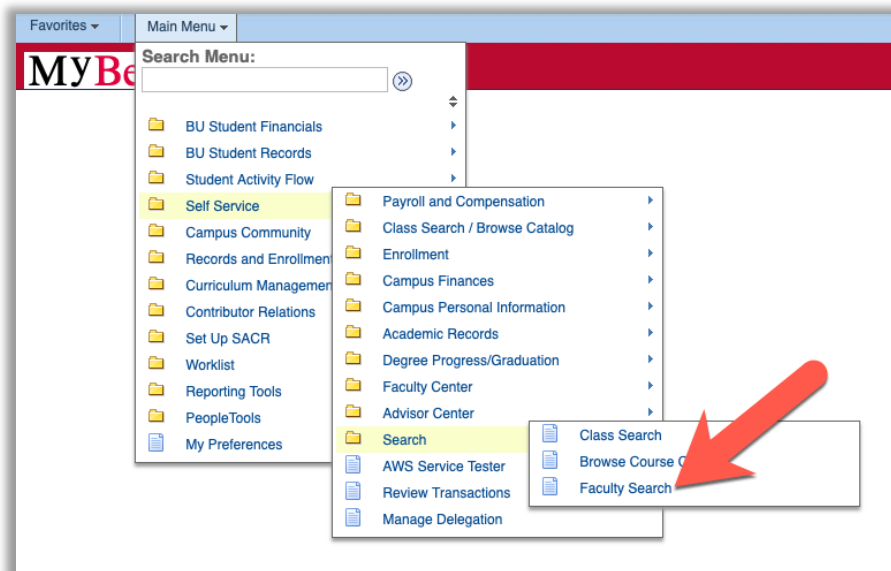 Favorites
Main Menu
MyBe
Search Menu:
BU Student Financials
BU Student Records
Student Activity Flow
Self Service
Campus Community
Records and Enrollment
Curriculum Managemen
Contributor Relations
Set Up SACR
Worklist
Reporting Tools
PeopleTools
My Preferences
Payroll and Compensation
Class Search / Browse Catalog
Enrollment
Campus Finances
Campus Personal Information
Academic Records
Degree Progress/Graduation
Faculty Center
Advisor Center
Search
AWS Service Tester
Review Transactions
Manage Delegation
Class Search
Browse Course C
Faculty Search